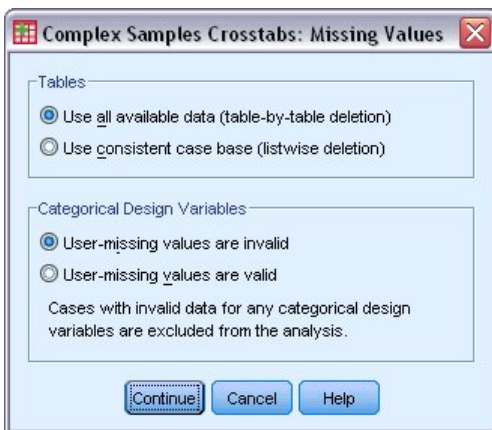 Complex Samples Crosstabs: Missing Values
Tables
Use all available data (table-by-table deletion)
Use consistent case base (listwise deletion)
Categorical Design Variables
User-missing values are invalid
User-missing values are valid
Cases with invalid data for any categorical design
variables are excluded from the analysis.
Continue Cancel Help